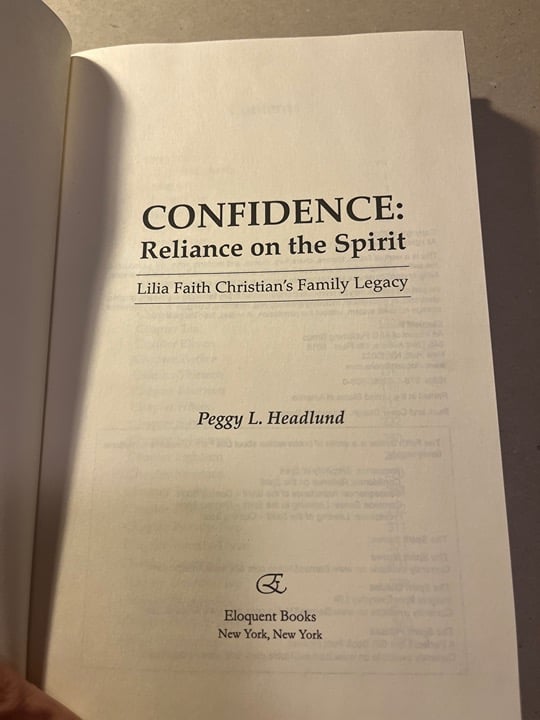 CONFIDENCE:
Reliance on the Spirit
Lilia Faith Christian's Family Legacy
Peggy L. Headlund
Eloquent Books
New York, New York